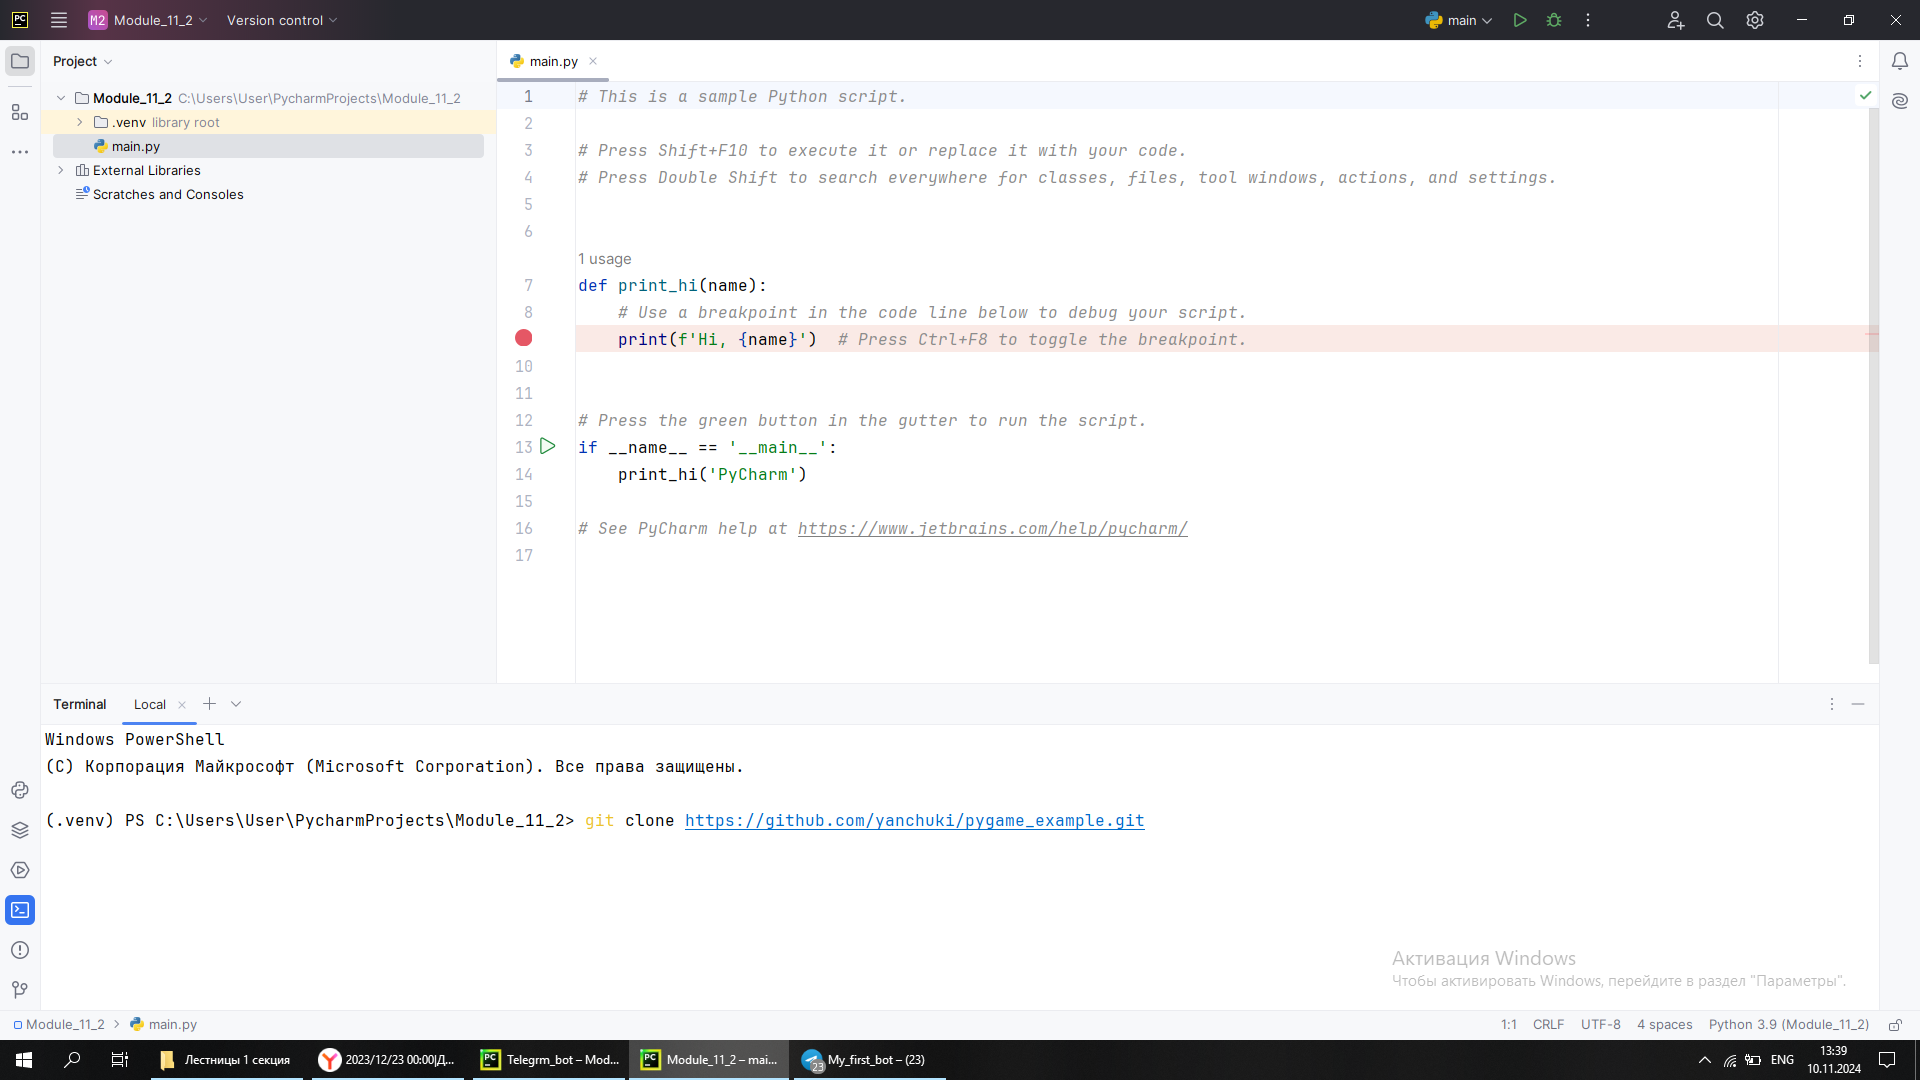 PC M2 Module_11_2 Version control main
Project
Module_11_2 C:\Users\User\PycharmProjects\Module_11_2
.venv library root
main.py
External Libraries
Scratches and Consoles
main.py
1 # This is a sample Python script.
2
3 # Press Shift+F10 to execute it or replace it with your code.
4 # Press Double Shift to search everywhere for classes, files, tool windows, actions, and settings.
5
6
1 usage
7 def print_hi(name):
8 # Use a breakpoint in the code line below to debug your script.
print(f'Hi, {name}') # Press Ctrl+F8 to toggle the breakpoint.
10
11
12 # Press the green button in the gutter to run the script.
13 if __name__ == '__main__':
14 print_hi('PyCharm')
15
16 # See PyCharm help at https://www.jetbrains.com/help/pycharm/
17
Terminal Local
Windows PowerShell
(C) Корпорация Майкрософт (Microsoft Corporation). Все права защищены.
(.venv) PS C:\Users\User\PycharmProjects\Module_11_2> git clone https://github.com/yanchuki/pygame_example.git
Активация Windows
Чтобы активировать Windows, перейдите в раздел "Параметры".
Module_11_2 > main.py 1:1 CRLF UTF-8 4 spaces Python 3.9 (Module_11_2)
Лестницы 1 секция 2023/12/23 00:00|Д... PC Telegrm_bot – Mod... PC Module_11_2 – mai... 23 My_first_bot – (23) ENG 13:39
10.11.2024